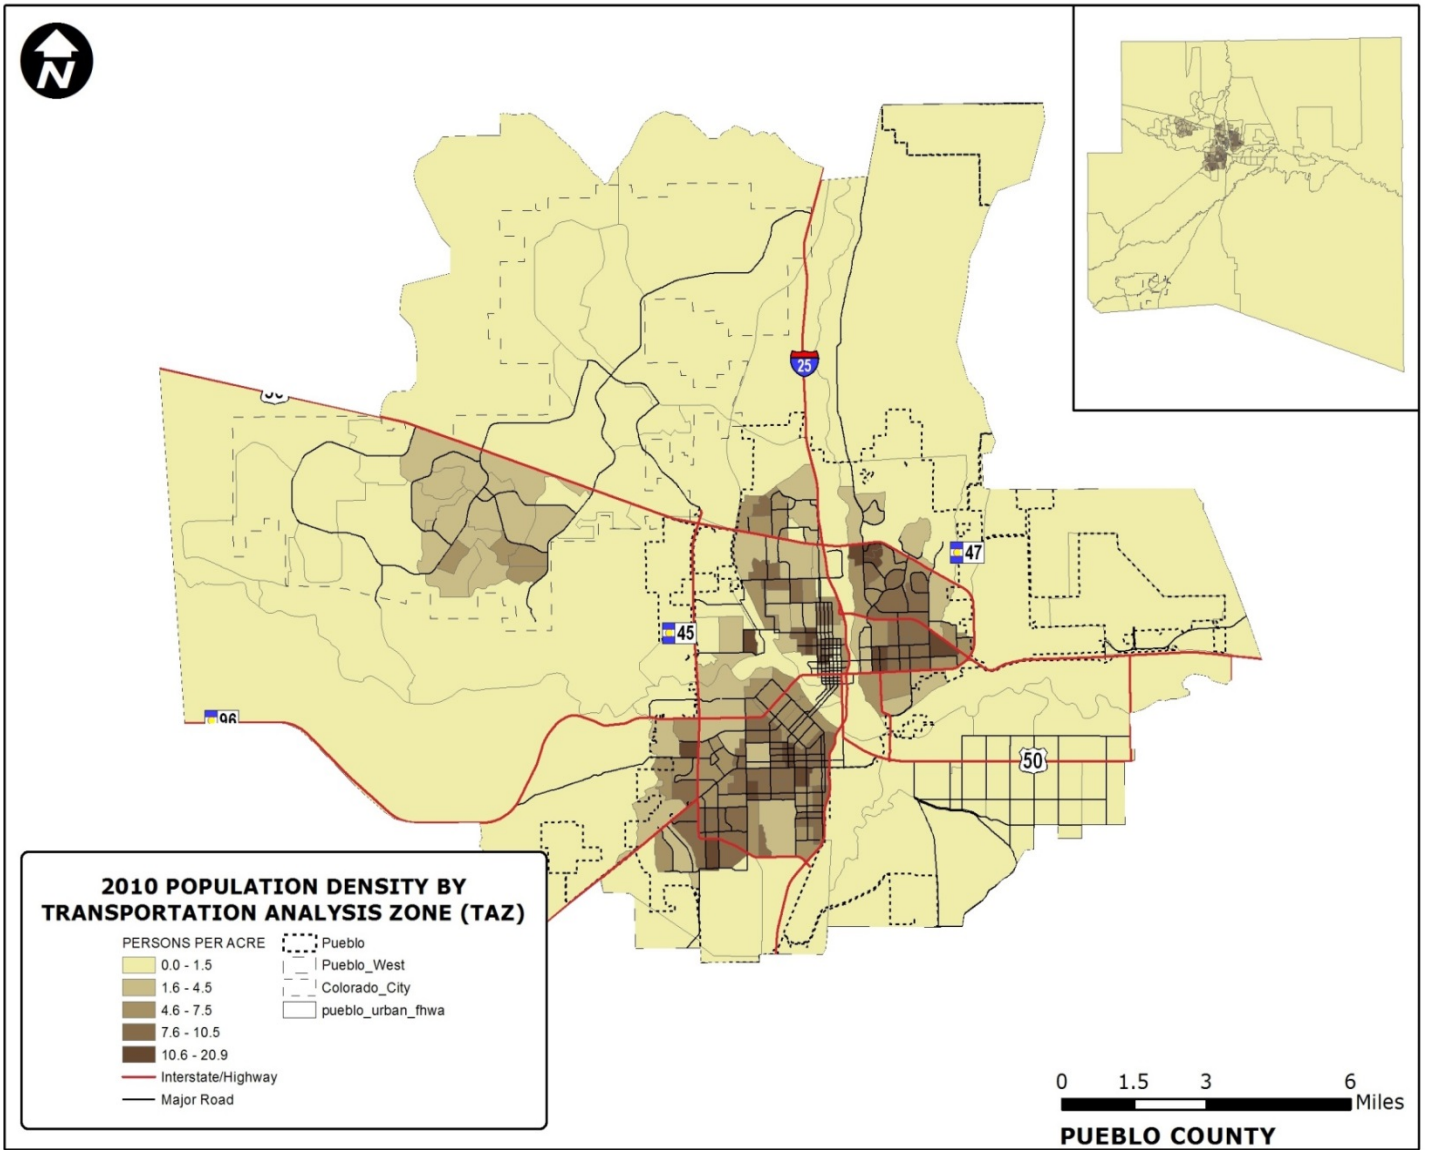 N
25
47
45
96
50
2010 POPULATION DENSITY BY
TRANSPORTATION ANALYSIS ZONE (TAZ)
PERSONS PER ACRE
0.0 - 1.5
1.6 - 4.5
4.6 - 7.5
7.6 - 10.5
10.6 - 20.9
Interstate/Highway
Major Road
Pueblo
Pueblo_West
Colorado_City
pueblo_urban_fhwa
0 1.5 3 6
Miles
PUEBLO COUNTY